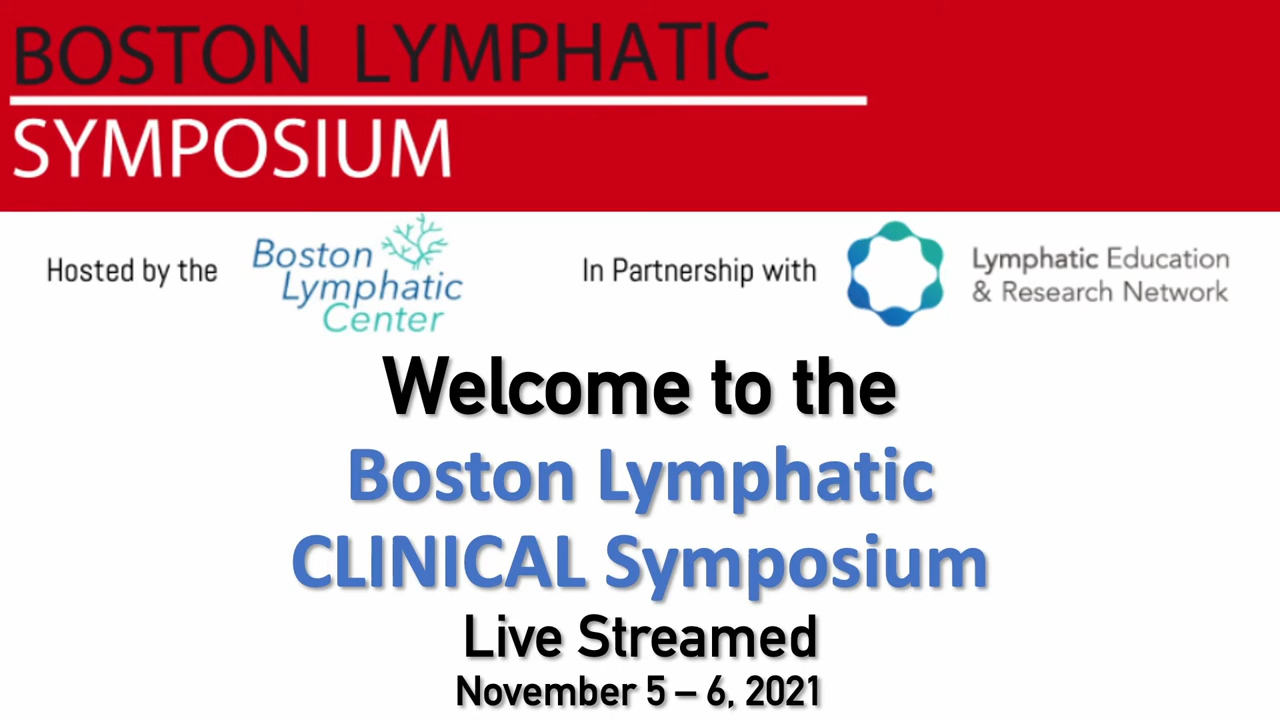 BOSTON LYMPHATIC
SYMPOSIUM
Hosted by the
Boston
Lymphatic
Center
In Partnership with
Lymphatic Education
& Research Network
Welcome to the
Boston Lymphatic
CLINICAL Symposium
Live Streamed
November 5 – 6, 2021